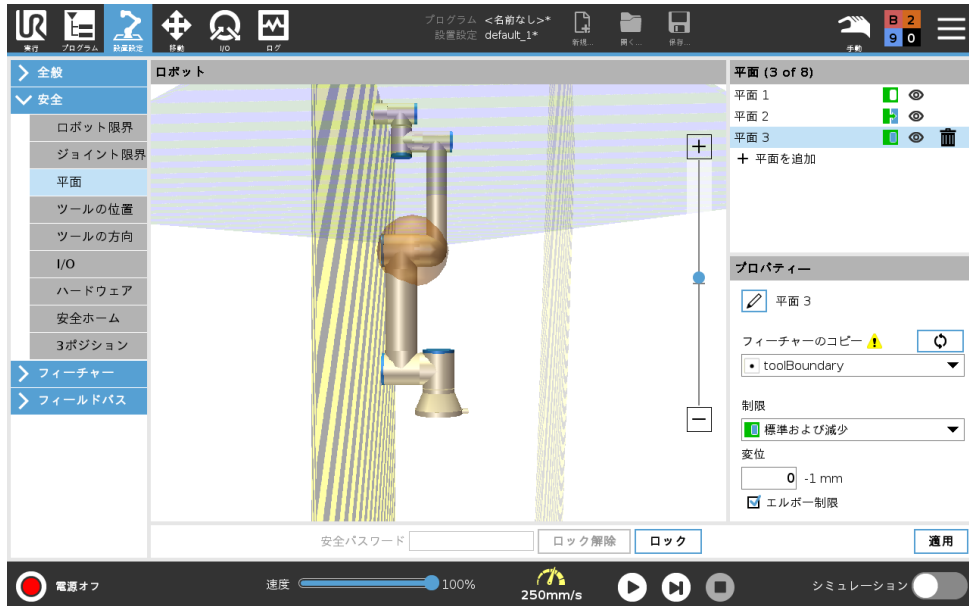 プログラム <名前なし>*
設置設定 default_1*
実行
プログラム
設置設定
移動
I/O
ログ
新規...
開く...
保存...
手動
B 2
9 0
全般
安全
ロボット限界
ジョイント限界
平面
ツールの位置
ツールの方向
I/O
ハードウェア
安全ホーム
3ポジション
フィーチャー
フィールドバス
ロボット
平面 (3 of 8)
平面 1
平面 2
平面 3
+ 平面を追加
プロパティー
平面 3
フィーチャーのコピー
toolBoundary
制限
標準および減少
変位
0 -1 mm
エルボー制限
安全パスワード
ロック解除
ロック
適用
電源オフ
速度 100%
250mm/s
シミュレーション